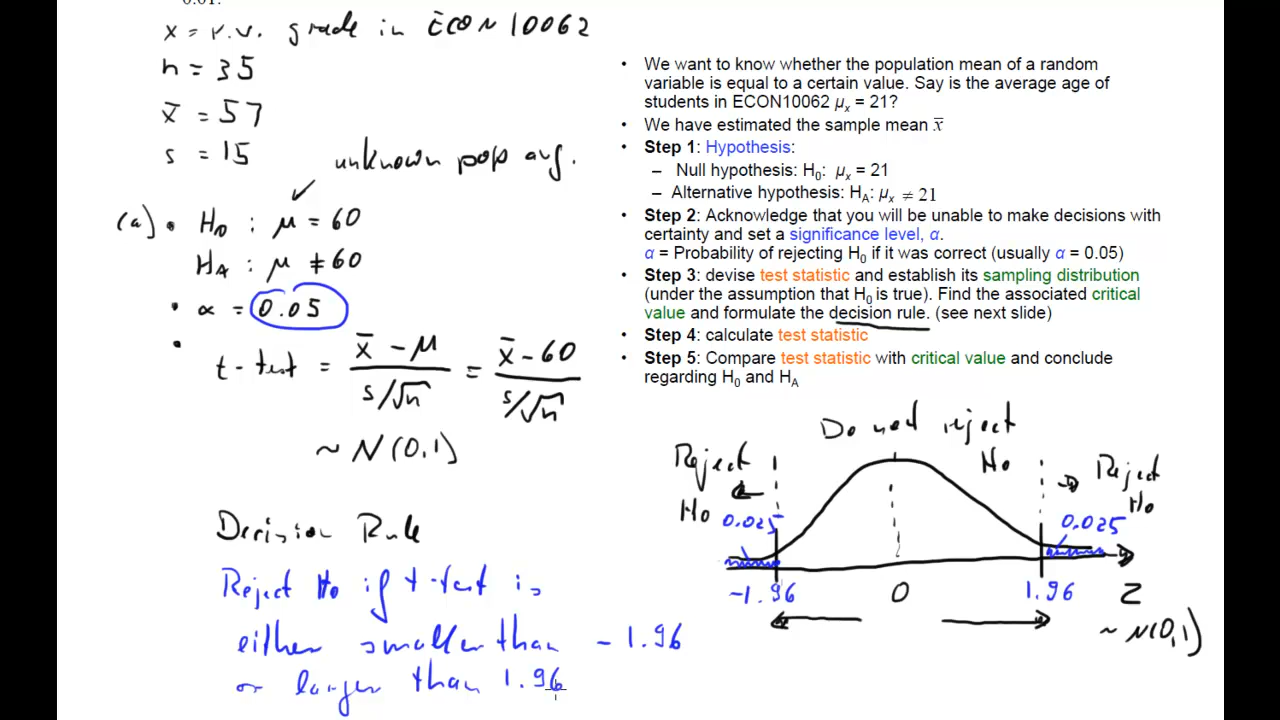 0.01.
x = r.v. grade in ECON 10062
n = 35
x̄ = 57
s = 15
unknown pop avg.
(a) • H₀ : μ = 60
H_A : μ ≠ 60
• α = 0.05
• t-test = x̄ - μ / s/√n = x̄ - 60 / s/√n
~ N(0,1)
Decision Rule
Reject H₀ if t-test is
either smaller than - 1.96
or larger than 1.96
• We want to know whether the population mean of a random
variable is equal to a certain value. Say is the average age of
students in ECON10062 μₓ = 21?
• We have estimated the sample mean x̄
• Step 1: Hypothesis:
– Null hypothesis: H₀: μₓ = 21
– Alternative hypothesis: H_A: μₓ ≠ 21
• Step 2: Acknowledge that you will be unable to make decisions with
certainty and set a significance level, α.
α = Probability of rejecting H₀ if it was correct (usually α = 0.05)
• Step 3: devise test statistic and establish its sampling distribution
(under the assumption that H₀ is true). Find the associated critical
value and formulate the decision rule. (see next slide)
• Step 4: calculate test statistic
• Step 5: Compare test statistic with critical value and conclude
regarding H₀ and H_A
Do not reject
H₀
Reject
H₀
Reject
H₀
0.025
0.025
-1.96
0
1.96
Z
~ N(0,1)